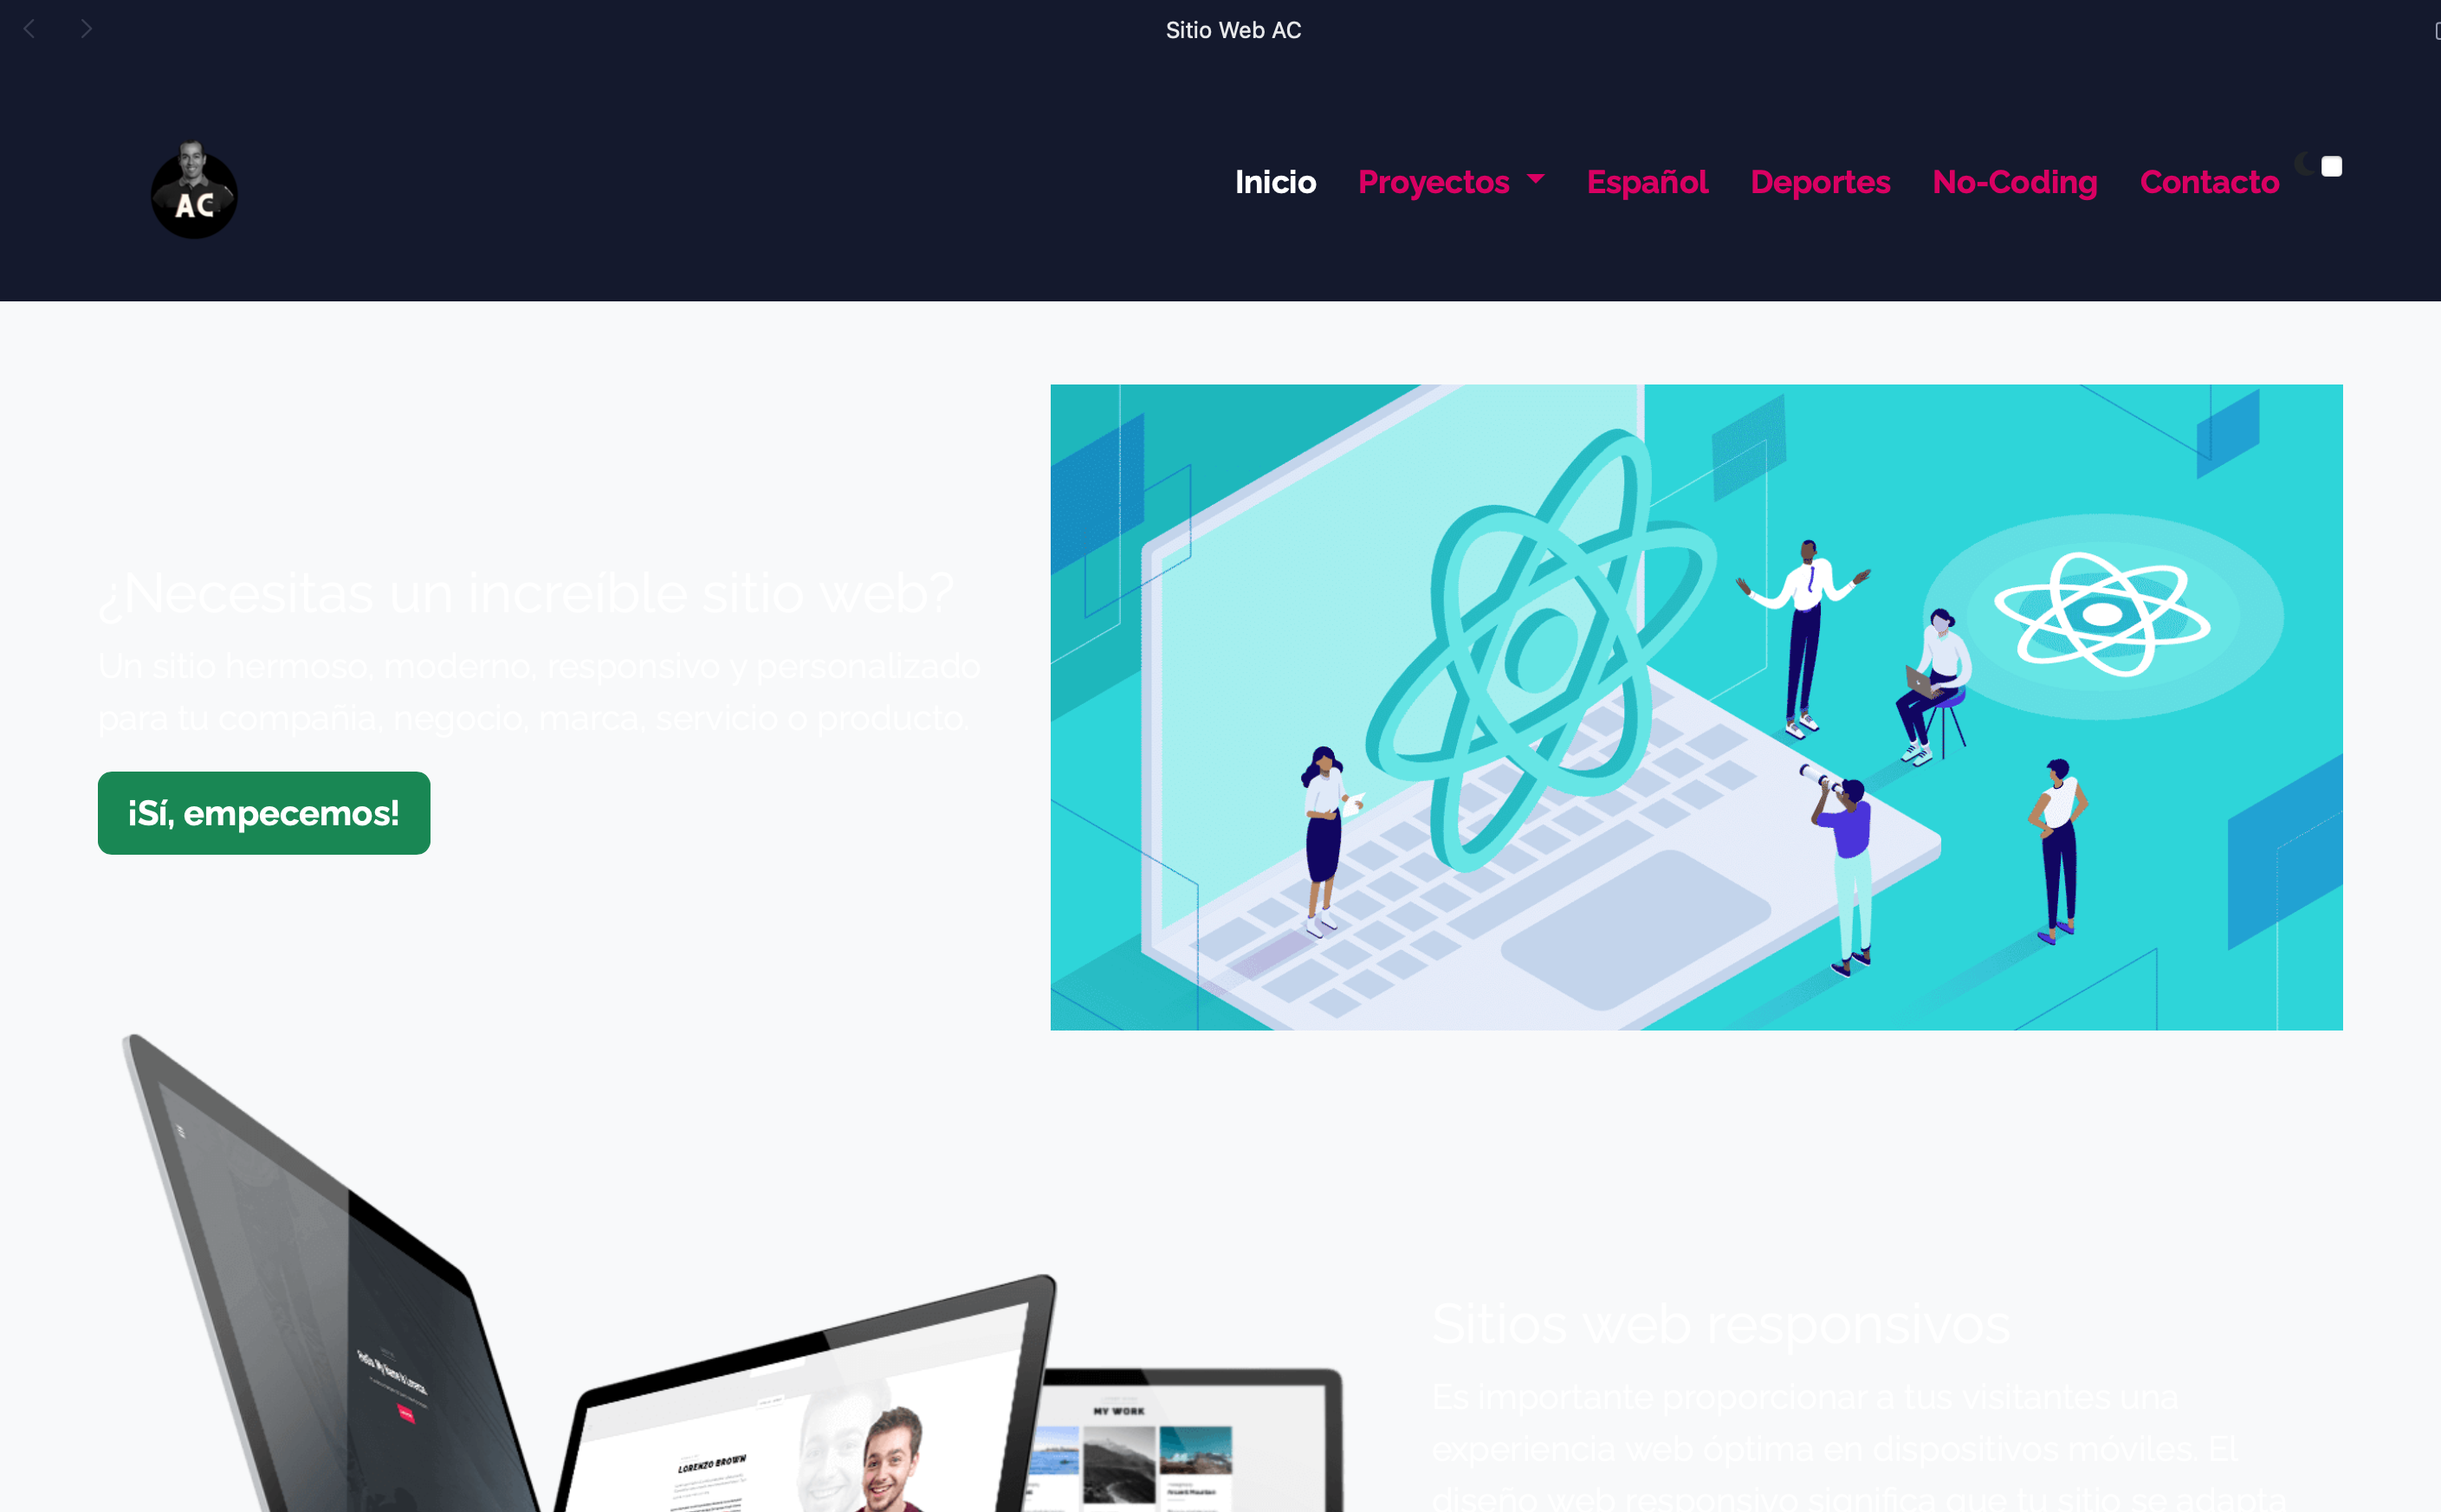 Sitio Web AC
AC
Inicio Proyectos Español Deportes No-Coding Contacto
¿Necesitas un increíble sitio web?
Un sitio hermoso, moderno, responsivo y personalizado
para tu compañía, negocio, marca, servicio o producto.
¡Sí, empecemos!
MY WORK
LORENZO BROWN
Sitios web responsivos
Es importante proporcionar a tus visitantes una
experiencia web óptima en dispositivos móviles. El
diseño web responsivo significa que tu sitio se adapta